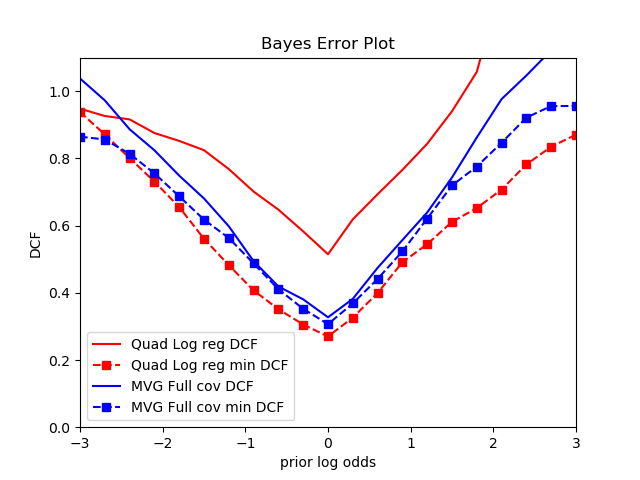 Bayes Error Plot
DCF
1.0
0.8
0.6
0.4
0.2
0.0
Quad Log reg DCF
Quad Log reg min DCF
MVG Full cov DCF
MVG Full cov min DCF
−3 −2 −1 0 1 2 3
prior log odds